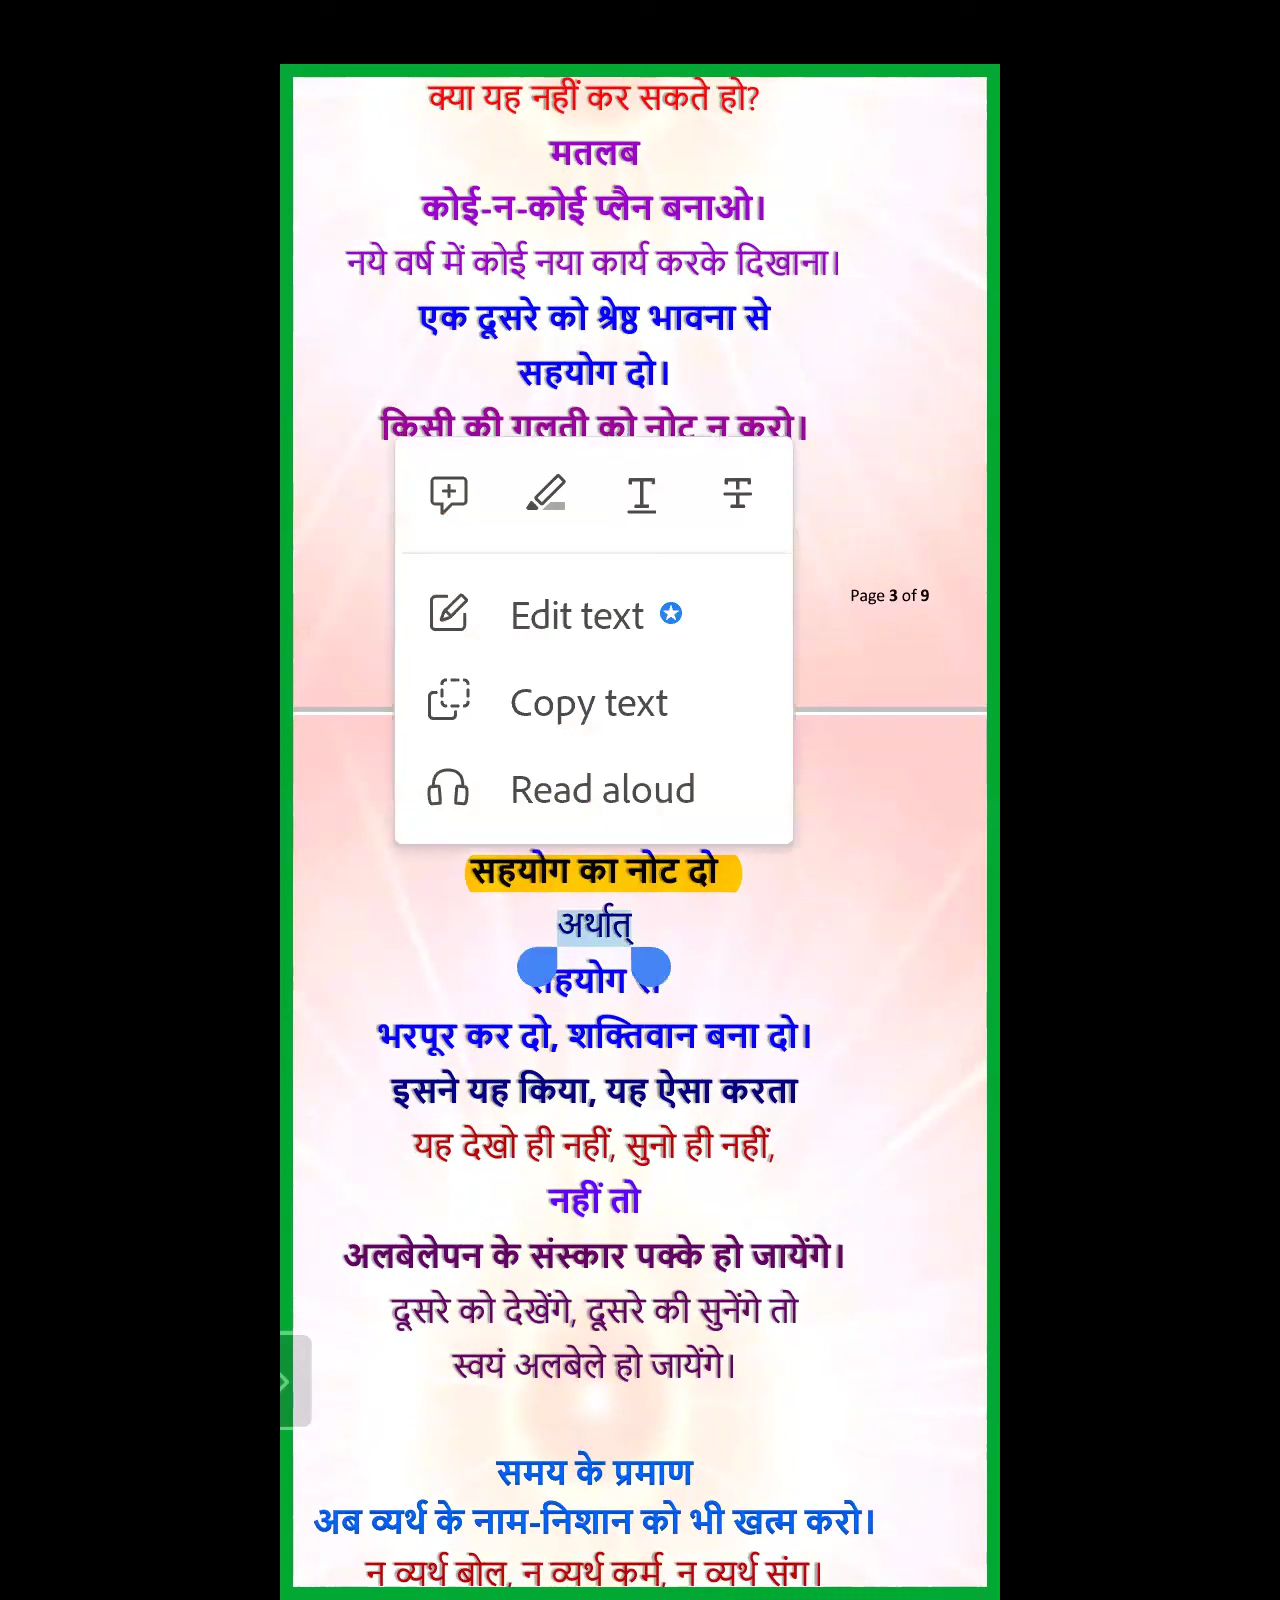 क्या यह नहीं कर सकते हो?
मतलब
कोई-न-कोई प्लैन बनाओ।
नये वर्ष में कोई नया कार्य करके दिखाना।
एक दूसरे को श्रेष्ठ भावना से
सहयोग दो।
किसी की गलती को नोट न करो।
Edit text
Page 3 of 9
Copy text
Read aloud
सहयोग का नोट दो
अर्थात्
सहयोग से
भरपूर कर दो, शक्तिवान बना दो।
इसने यह किया, यह ऐसा करता
यह देखो ही नहीं, सुनो ही नहीं,
नहीं तो
अलबेलेपन के संस्कार पक्के हो जायेंगे।
दूसरे को देखेंगे, दूसरे की सुनेंगे तो
स्वयं अलबेले हो जायेंगे।
समय के प्रमाण
अब व्यर्थ के नाम-निशान को भी खत्म करो।
न व्यर्थ बोल, न व्यर्थ कर्म, न व्यर्थ संग।